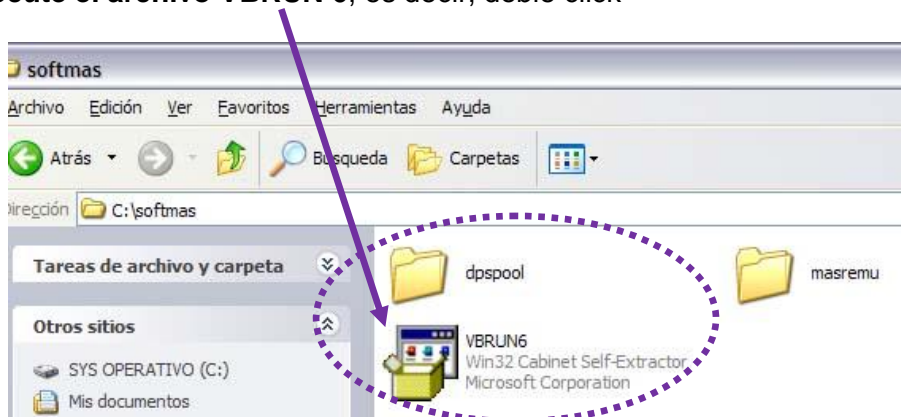 el archivo VBRUN 6, es decir, doble click
softmas
Archivo Edición Ver Favoritos Herramientas Ayuda
Atrás Búsqueda Carpetas
Dirección C:\softmas
Tareas de archivo y carpeta
dpspool
masremu
Otros sitios
VBRUN6
Win32 Cabinet Self-Extractor
Microsoft Corporation
SYS OPERATIVO (C:)
Mis documentos